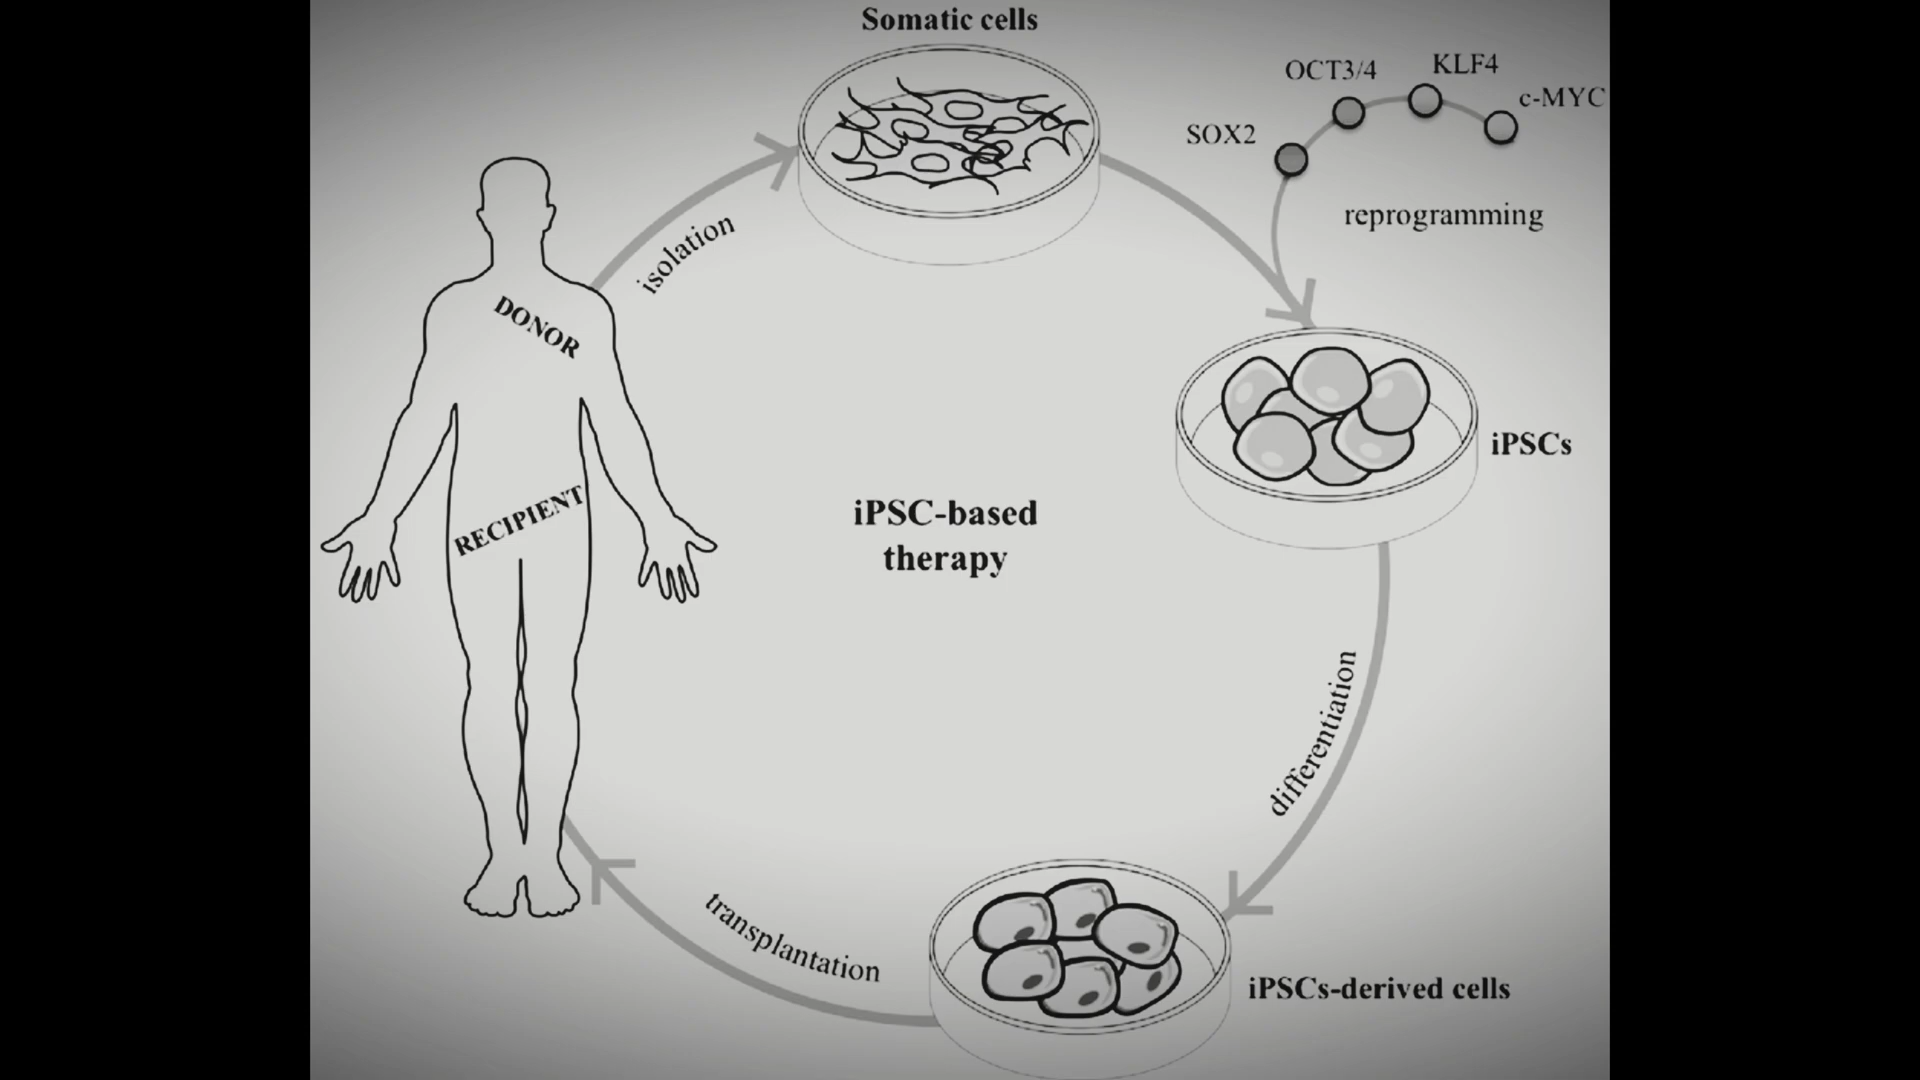 Somatic cells
OCT3/4
KLF4
c-MYC
SOX2
reprogramming
isolation
DONOR
RECIPIENT
iPSC-based
therapy
iPSCs
differentiation
transplantation
iPSCs-derived cells